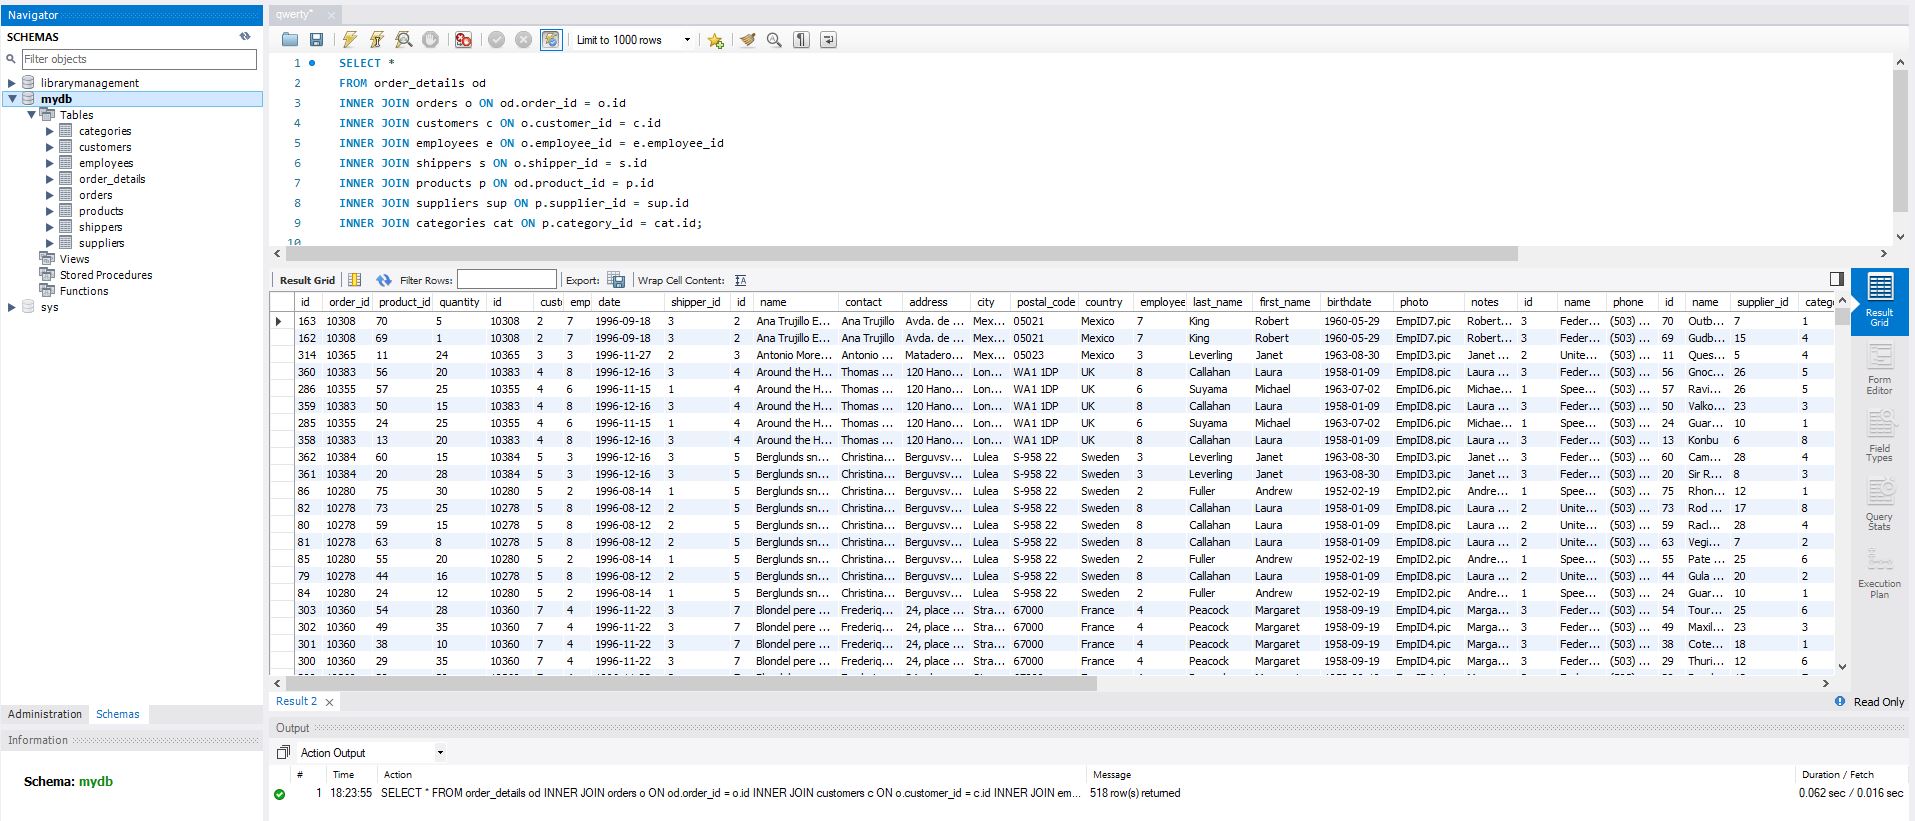 Navigator
SCHEMAS
Filter objects
librarymanagement
mydb
Tables
categories
customers
employees
order_details
orders
products
shippers
suppliers
Views
Stored Procedures
Functions
sys
Administration Schemas
Information
Schema: mydb
qwerty*
Limit to 1000 rows
1 SELECT *
2 FROM order_details od
3 INNER JOIN orders o ON od.order_id = o.id
4 INNER JOIN customers c ON o.customer_id = c.id
5 INNER JOIN employees e ON o.employee_id = e.employee_id
6 INNER JOIN shippers s ON o.shipper_id = s.id
7 INNER JOIN products p ON od.product_id = p.id
8 INNER JOIN suppliers sup ON p.supplier_id = sup.id
9 INNER JOIN categories cat ON p.category_id = cat.id;
10
Result Grid Filter Rows: Export: Wrap Cell Content:
id order_id product_id quantity id cust emp date shipper_id id name contact address city postal_code country employee last_name first_name birthdate photo notes id name phone id name supplier_id categ
163 10308 70 5 10308 2 7 1996-09-18 3 2 Ana Trujillo E... Ana Trujillo Avda. de ... Mex... 05021 Mexico 7 King Robert 1960-05-29 EmpID7.pic Robert... 3 Feder... (503) ... 70 Outb... 7 1
162 10308 69 1 10308 2 7 1996-09-18 3 2 Ana Trujillo E... Ana Trujillo Avda. de ... Mex... 05021 Mexico 7 King Robert 1960-05-29 EmpID7.pic Robert... 3 Feder... (503) ... 69 Gudb... 15 4
314 10365 11 24 10365 3 3 1996-11-27 2 3 Antonio More... Antonio ... Matadero... Mex... 05023 Mexico 3 Leverling Janet 1963-08-30 EmpID3.pic Janet ... 2 Unite... (503) ... 11 Ques... 5 4
360 10383 56 20 10383 4 8 1996-12-16 3 4 Around the H... Thomas ... 120 Hano... Lon... WA1 1DP UK 8 Callahan Laura 1958-01-09 EmpID8.pic Laura ... 3 Feder... (503) ... 56 Gnoc... 26 5
286 10355 57 25 10355 4 6 1996-11-15 1 4 Around the H... Thomas ... 120 Hano... Lon... WA1 1DP UK 6 Suyama Michael 1963-07-02 EmpID6.pic Michae... 1 Spee... (503) ... 57 Ravi... 26 5
359 10383 50 15 10383 4 8 1996-12-16 3 4 Around the H... Thomas ... 120 Hano... Lon... WA1 1DP UK 8 Callahan Laura 1958-01-09 EmpID8.pic Laura ... 3 Feder... (503) ... 50 Valko... 23 3
285 10355 24 25 10355 4 6 1996-11-15 1 4 Around the H... Thomas ... 120 Hano... Lon... WA1 1DP UK 6 Suyama Michael 1963-07-02 EmpID6.pic Michae... 1 Spee... (503) ... 24 Guar... 10 1
358 10383 13 20 10383 4 8 1996-12-16 3 4 Around the H... Thomas ... 120 Hano... Lon... WA1 1DP UK 8 Callahan Laura 1958-01-09 EmpID8.pic Laura ... 3 Feder... (503) ... 13 Konbu 6 8
362 10384 60 15 10384 5 3 1996-12-16 3 5 Berglunds sn... Christina... Berguvsv... Lulea S-958 22 Sweden 3 Leverling Janet 1963-08-30 EmpID3.pic Janet ... 3 Feder... (503) ... 60 Cam... 28 4
361 10384 20 28 10384 5 3 1996-12-16 3 5 Berglunds sn... Christina... Berguvsv... Lulea S-958 22 Sweden 3 Leverling Janet 1963-08-30 EmpID3.pic Janet ... 3 Feder... (503) ... 20 Sir R... 8 3
86 10280 75 30 10280 5 2 1996-08-14 1 5 Berglunds sn... Christina... Berguvsv... Lulea S-958 22 Sweden 2 Fuller Andrew 1952-02-19 EmpID2.pic Andre... 1 Spee... (503) ... 75 Rhon... 12 1
82 10278 73 25 10278 5 8 1996-08-12 2 5 Berglunds sn... Christina... Berguvsv... Lulea S-958 22 Sweden 8 Callahan Laura 1958-01-09 EmpID8.pic Laura ... 2 Unite... (503) ... 73 Rod ... 17 8
80 10278 59 15 10278 5 8 1996-08-12 2 5 Berglunds sn... Christina... Berguvsv... Lulea S-958 22 Sweden 8 Callahan Laura 1958-01-09 EmpID8.pic Laura ... 2 Unite... (503) ... 59 Racl... 28 4
81 10278 63 8 10278 5 8 1996-08-12 2 5 Berglunds sn... Christina... Berguvsv... Lulea S-958 22 Sweden 8 Callahan Laura 1958-01-09 EmpID8.pic Laura ... 2 Unite... (503) ... 63 Vegi... 7 2
85 10280 55 20 10280 5 2 1996-08-14 1 5 Berglunds sn... Christina... Berguvsv... Lulea S-958 22 Sweden 2 Fuller Andrew 1952-02-19 EmpID2.pic Andre... 1 Spee... (503) ... 55 Pate ... 25 6
79 10278 44 16 10278 5 8 1996-08-12 2 5 Berglunds sn... Christina... Berguvsv... Lulea S-958 22 Sweden 8 Callahan Laura 1958-01-09 EmpID8.pic Laura ... 2 Unite... (503) ... 44 Gula ... 20 2
84 10280 24 12 10280 5 2 1996-08-14 1 5 Berglunds sn... Christina... Berguvsv... Lulea S-958 22 Sweden 2 Fuller Andrew 1952-02-19 EmpID2.pic Andre... 1 Spee... (503) ... 24 Guar... 10 1
303 10360 54 28 10360 7 4 1996-11-22 3 7 Blondel pere ... Frederiq... 24, place ... Stra... 67000 France 4 Peacock Margaret 1958-09-19 EmpID4.pic Marga... 3 Feder... (503) ... 54 Tour... 25 6
302 10360 49 35 10360 7 4 1996-11-22 3 7 Blondel pere ... Frederiq... 24, place ... Stra... 67000 France 4 Peacock Margaret 1958-09-19 EmpID4.pic Marga... 3 Feder... (503) ... 49 Maxil... 23 3
301 10360 38 10 10360 7 4 1996-11-22 3 7 Blondel pere ... Frederiq... 24, place ... Stra... 67000 France 4 Peacock Margaret 1958-09-19 EmpID4.pic Marga... 3 Feder... (503) ... 38 Cote... 18 1
300 10360 29 35 10360 7 4 1996-11-22 3 7 Blondel pere ... Frederiq... 24, place ... Stra... 67000 France 4 Peacock Margaret 1958-09-19 EmpID4.pic Marga... 3 Feder... (503) ... 29 Thuri... 12 6
Result Grid
Form Editor
Field Types
Query Stats
Execution Plan
Result 2
Read Only
Output
Action Output
# Time Action Message Duration / Fetch
1 18:23:55 SELECT * FROM order_details od INNER JOIN orders o ON od.order_id = o.id INNER JOIN customers c ON o.customer_id = c.id INNER JOIN em... 518 row(s) returned 0.062 sec / 0.016 sec